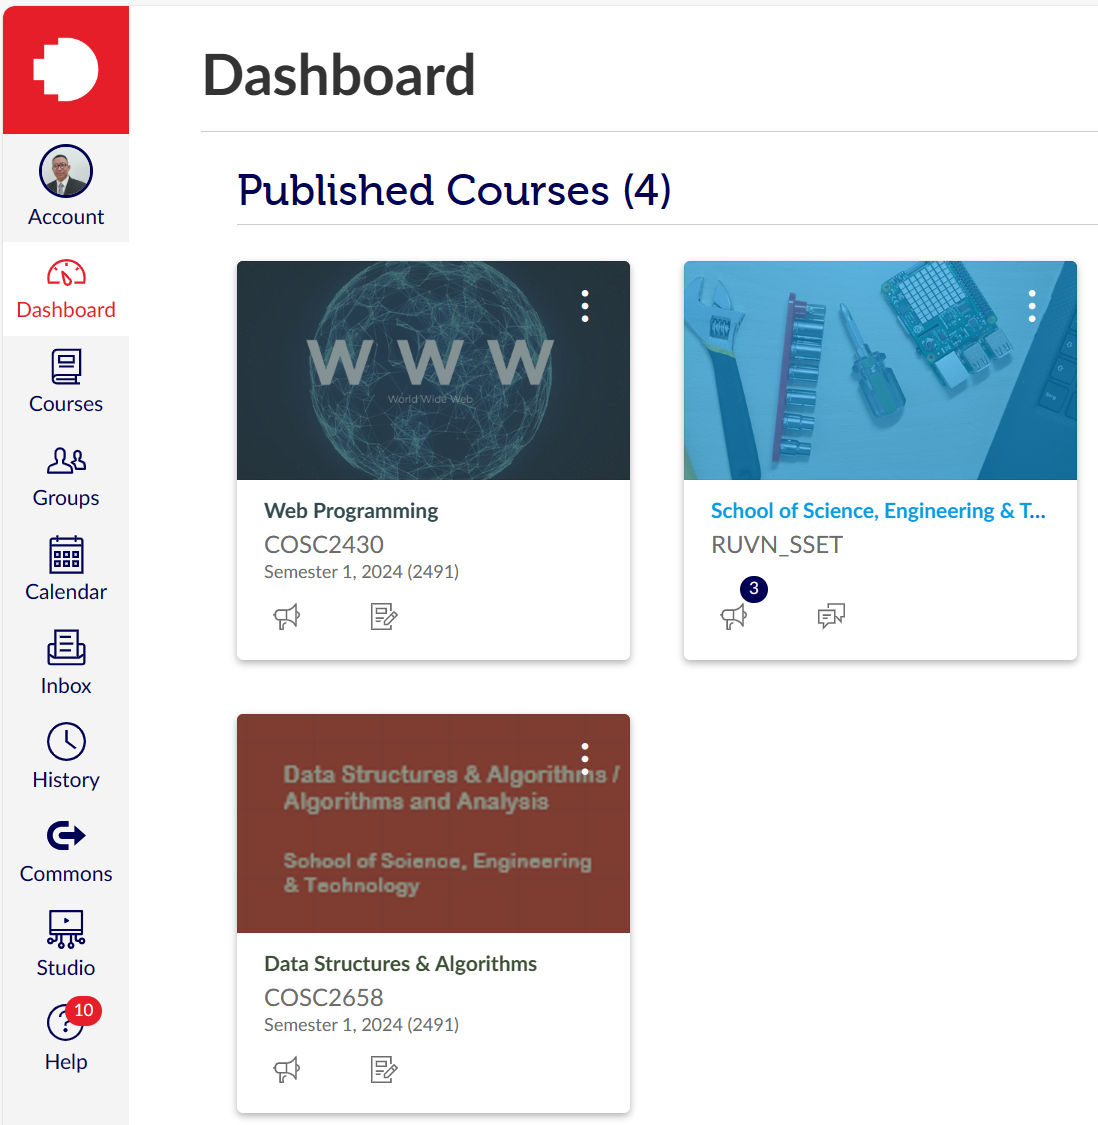 Dashboard
Published Courses (4)
Account
Dashboard
Courses
Groups
Calendar
Inbox
History
Commons
Studio
10
Help
W W W
World Wide Web
Web Programming
COSC2430
Semester 1, 2024 (2491)
School of Science, Engineering & T...
RUVN_SSET
3
Data Structures & Algorithms /
Algorithms and Analysis
School of Science, Engineering
& Technology
Data Structures & Algorithms
COSC2658
Semester 1, 2024 (2491)